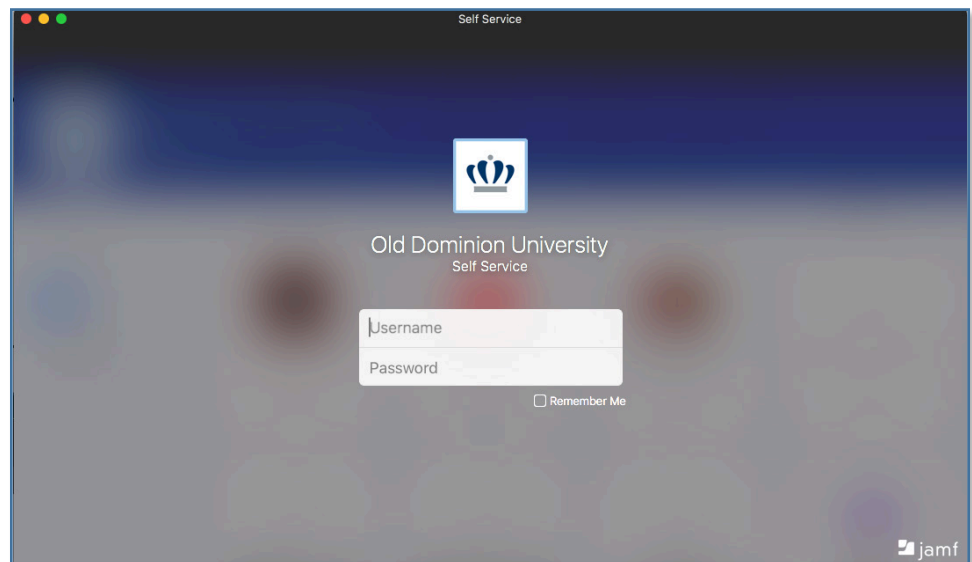 Self Service
Old Dominion University
Self Service
Username
Password
Remember Me
jamf